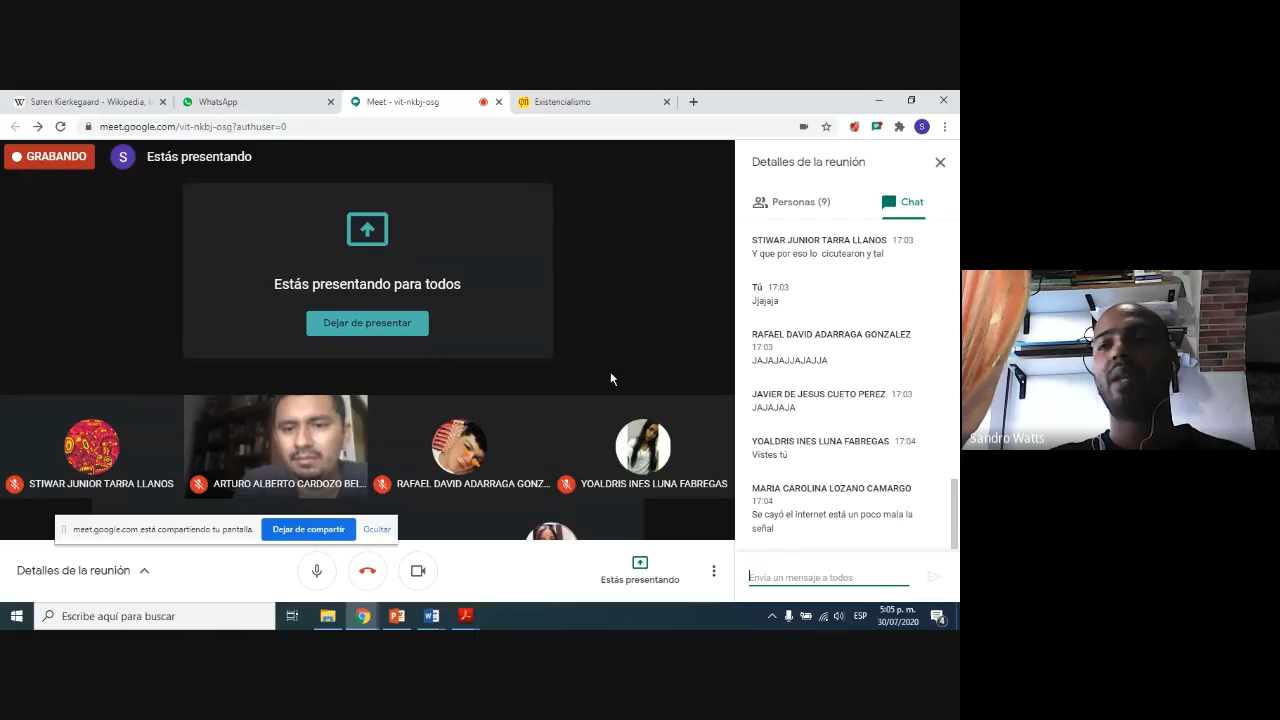 Søren Kierkegaard - Wikipedia, l
WhatsApp
Meet - vit-nkbj-osg
Existencialismo
meet.google.com/vit-nkbj-osg?authuser=0
GRABANDO
S
Estás presentando
Estás presentando para todos
Dejar de presentar
STIWAR JUNIOR TARRA LLANOS
ARTURO ALBERTO CARDOZO BEL...
RAFAEL DAVID ADARRAGA GONZ...
YOALDRIS INES LUNA FABREGAS
meet.google.com está compartiendo tu pantalla.
Dejar de compartir
Ocultar
Detalles de la reunión
Estás presentando
Detalles de la reunión
Personas (9)
Chat
STIWAR JUNIOR TARRA LLANOS 17:03
Y que por eso lo cicutearon y tal
Tú 17:03
Jjajaja
RAFAEL DAVID ADARRAGA GONZALEZ
17:03
JAJAJAJJAJAJJA
JAVIER DE JESUS CUETO PEREZ 17:03
JAJAJAJA
YOALDRIS INES LUNA FABREGAS 17:04
Vistes tú
MARIA CAROLINA LOZANO CAMARGO
17:04
Se cayó el internet está un poco mala la
señal
Envía un mensaje a todos
Sandro Watts
Escribe aquí para buscar
ESP
5:05 p. m.
30/07/2020
4